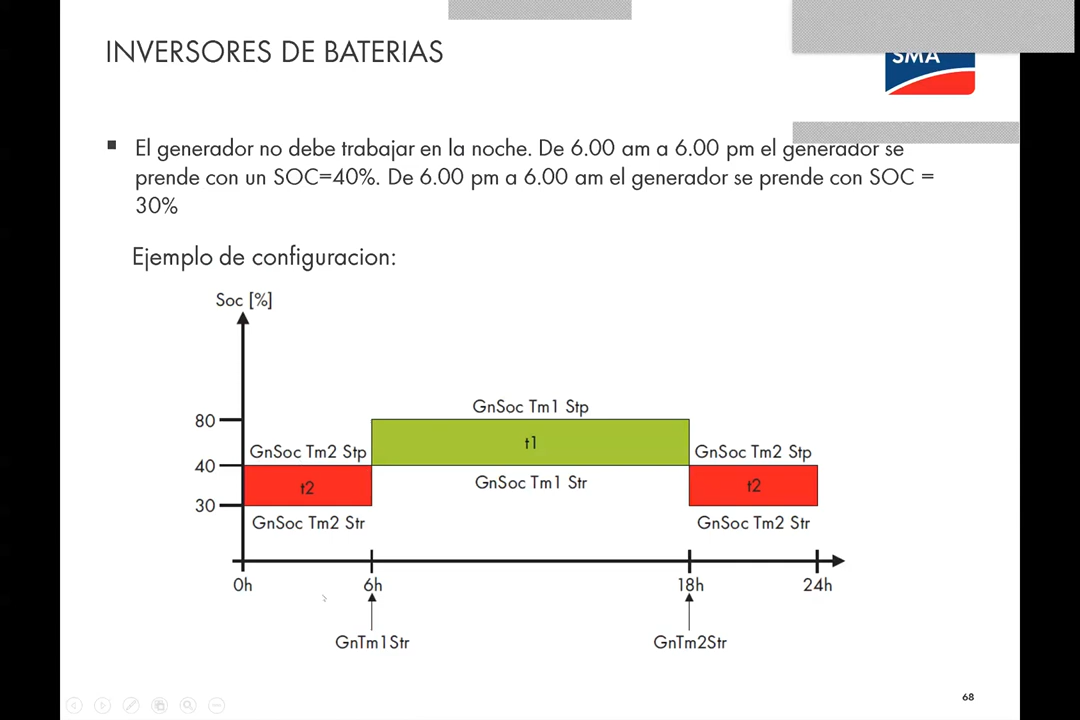 INVERSORES DE BATERIAS
SMA
El generador no debe trabajar en la noche. De 6.00 am a 6.00 pm el generador se
prende con un SOC=40%. De 6.00 pm a 6.00 am el generador se prende con SOC =
30%
Ejemplo de configuracion:
Soc [%]
GnSoc Tm1 Stp
80
t1
GnSoc Tm2 Stp
GnSoc Tm2 Stp
40
GnSoc Tm1 Str
t2
t2
30
GnSoc Tm2 Str
GnSoc Tm2 Str
0h
6h
18h
24h
GnTm1Str
GnTm2Str
68